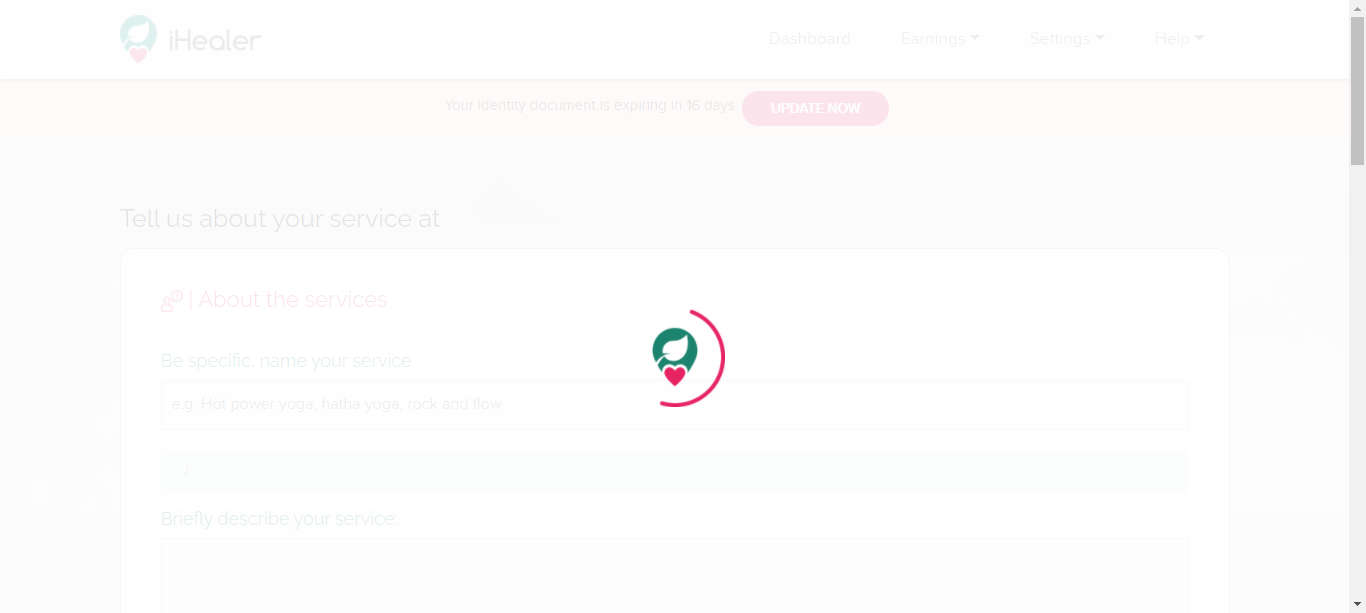 iHealer
Dashboard Earnings Settings Help
Your identity document is expiring in 16 days. UPDATE NOW
Tell us about your service at
| About the services
Be specific, name your service :
e.g, Hot power yoga, hatha yoga, rock and flow
/
Briefly describe your service: